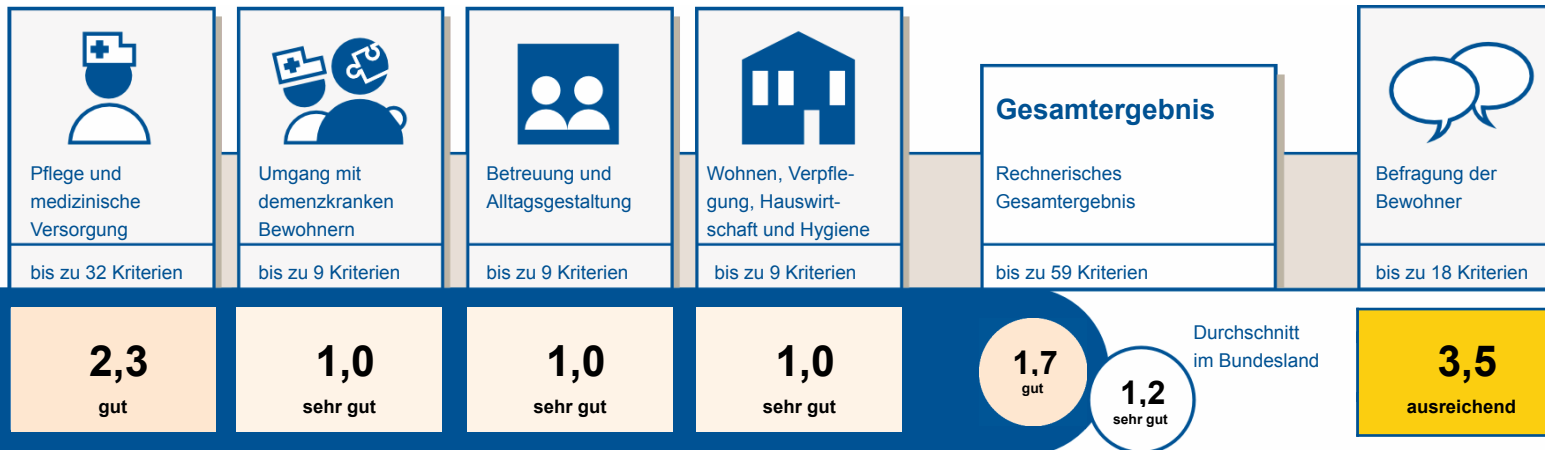 Pflege und
medizinische
Versorgung
bis zu 32 Kriterien
2,3
gut
Umgang mit
demenzkranken
Bewohnern
bis zu 9 Kriterien
1,0
sehr gut
Betreuung und
Alltagsgestaltung
bis zu 9 Kriterien
1,0
sehr gut
Wohnen, Verpfle-
gung, Hauswirt-
schaft und Hygiene
bis zu 9 Kriterien
1,0
sehr gut
Gesamtergebnis
Rechnerisches
Gesamtergebnis
bis zu 59 Kriterien
1,7
gut
Durchschnitt
im Bundesland
1,2
sehr gut
Befragung der
Bewohner
bis zu 18 Kriterien
3,5
ausreichend